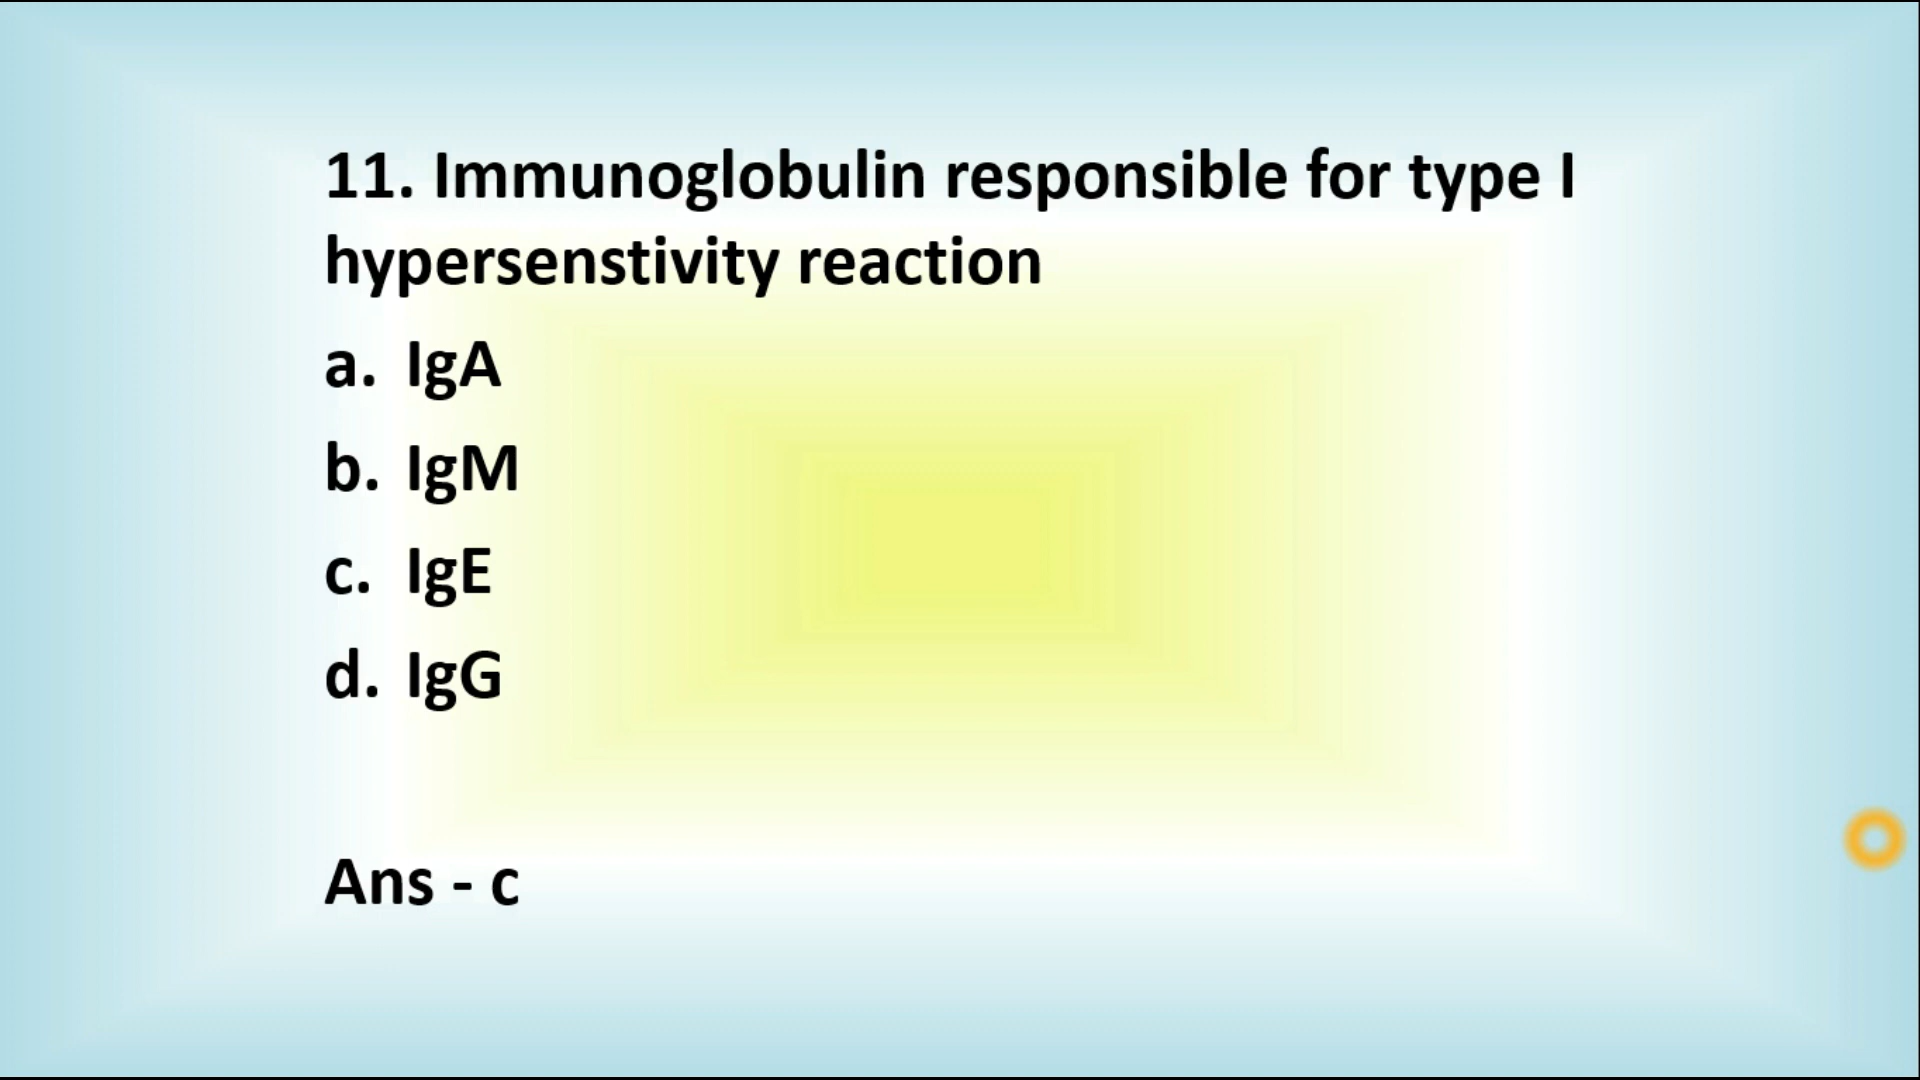 11. Immunoglobulin responsible for type I
hypersenstivity reaction
a. IgA
b. IgM
c. IgE
d. IgG
Ans - c